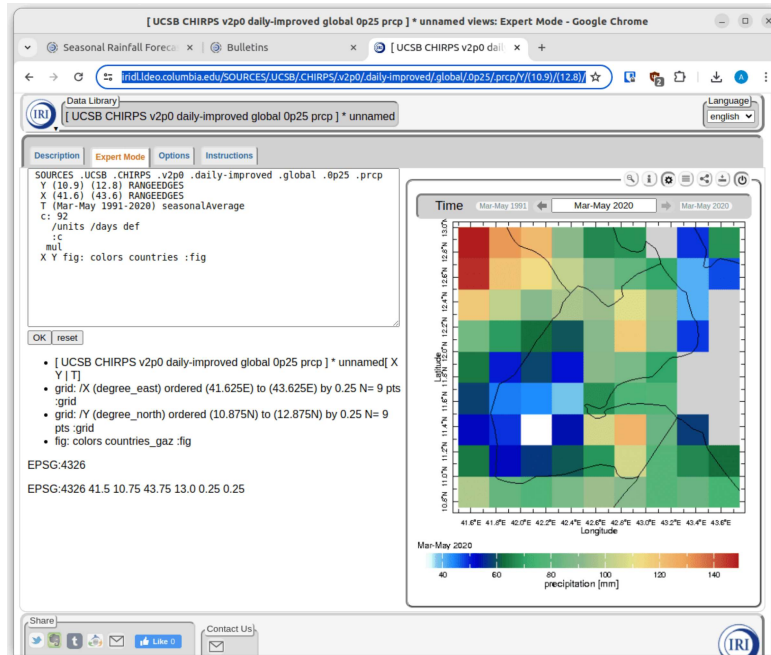 [ UCSB CHIRPS v2p0 daily-improved global 0p25 prcp ] * unnamed views: Expert Mode - Google Chrome
Seasonal Rainfall Foreca
Bulletins
[ UCSB CHIRPS v2p0 dail
iridl.ldeo.columbia.edu/SOURCES/.UCSB/.CHIRPS/.v2p0/.daily-improved/.global/.0p25/.prcp/Y/(10.9)/(12.8)/
2
A
IRI
Data Library
[ UCSB CHIRPS v2p0 daily-improved global 0p25 prcp ] * unnamed
Language
english
Description
Expert Mode
Options
Instructions
SOURCES .UCSB .CHIRPS .v2p0 .daily-improved .global .0p25 .prcp
Y (10.9) (12.8) RANGEEDGES
X (41.6) (43.6) RANGEEDGES
T (Mar-May 1991-2020) seasonalAverage
c: 92
/units /days def
:c
mul
X Y fig: colors countries :fig
OK
reset
[ UCSB CHIRPS v2p0 daily-improved global 0p25 prcp ] * unnamed[ X
Y | T]
grid: /X (degree_east) ordered (41.625E) to (43.625E) by 0.25 N= 9 pts
:grid
grid: /Y (degree_north) ordered (10.875N) to (12.875N) by 0.25 N= 9
pts :grid
fig: colors countries_gaz :fig
EPSG:4326
EPSG:4326 41.5 10.75 43.75 13.0 0.25 0.25
Time
Mar-May 1991
Mar-May 2020
Mar-May 2020
13.0°N
12.8°N
12.6°N
12.4°N
12.2°N
12.0°N
11.8°N
11.6°N
11.4°N
11.2°N
11.0°N
10.8°N
Latitude
41.6°E 41.8°E 42.0°E 42.2°E 42.4°E 42.6°E 42.8°E 43.0°E 43.2°E 43.4°E 43.6°E
Longitude
Mar-May 2020
40 60 80 100 120 140
precipitation [mm]
Share
t
Like 0
Contact Us
IRI